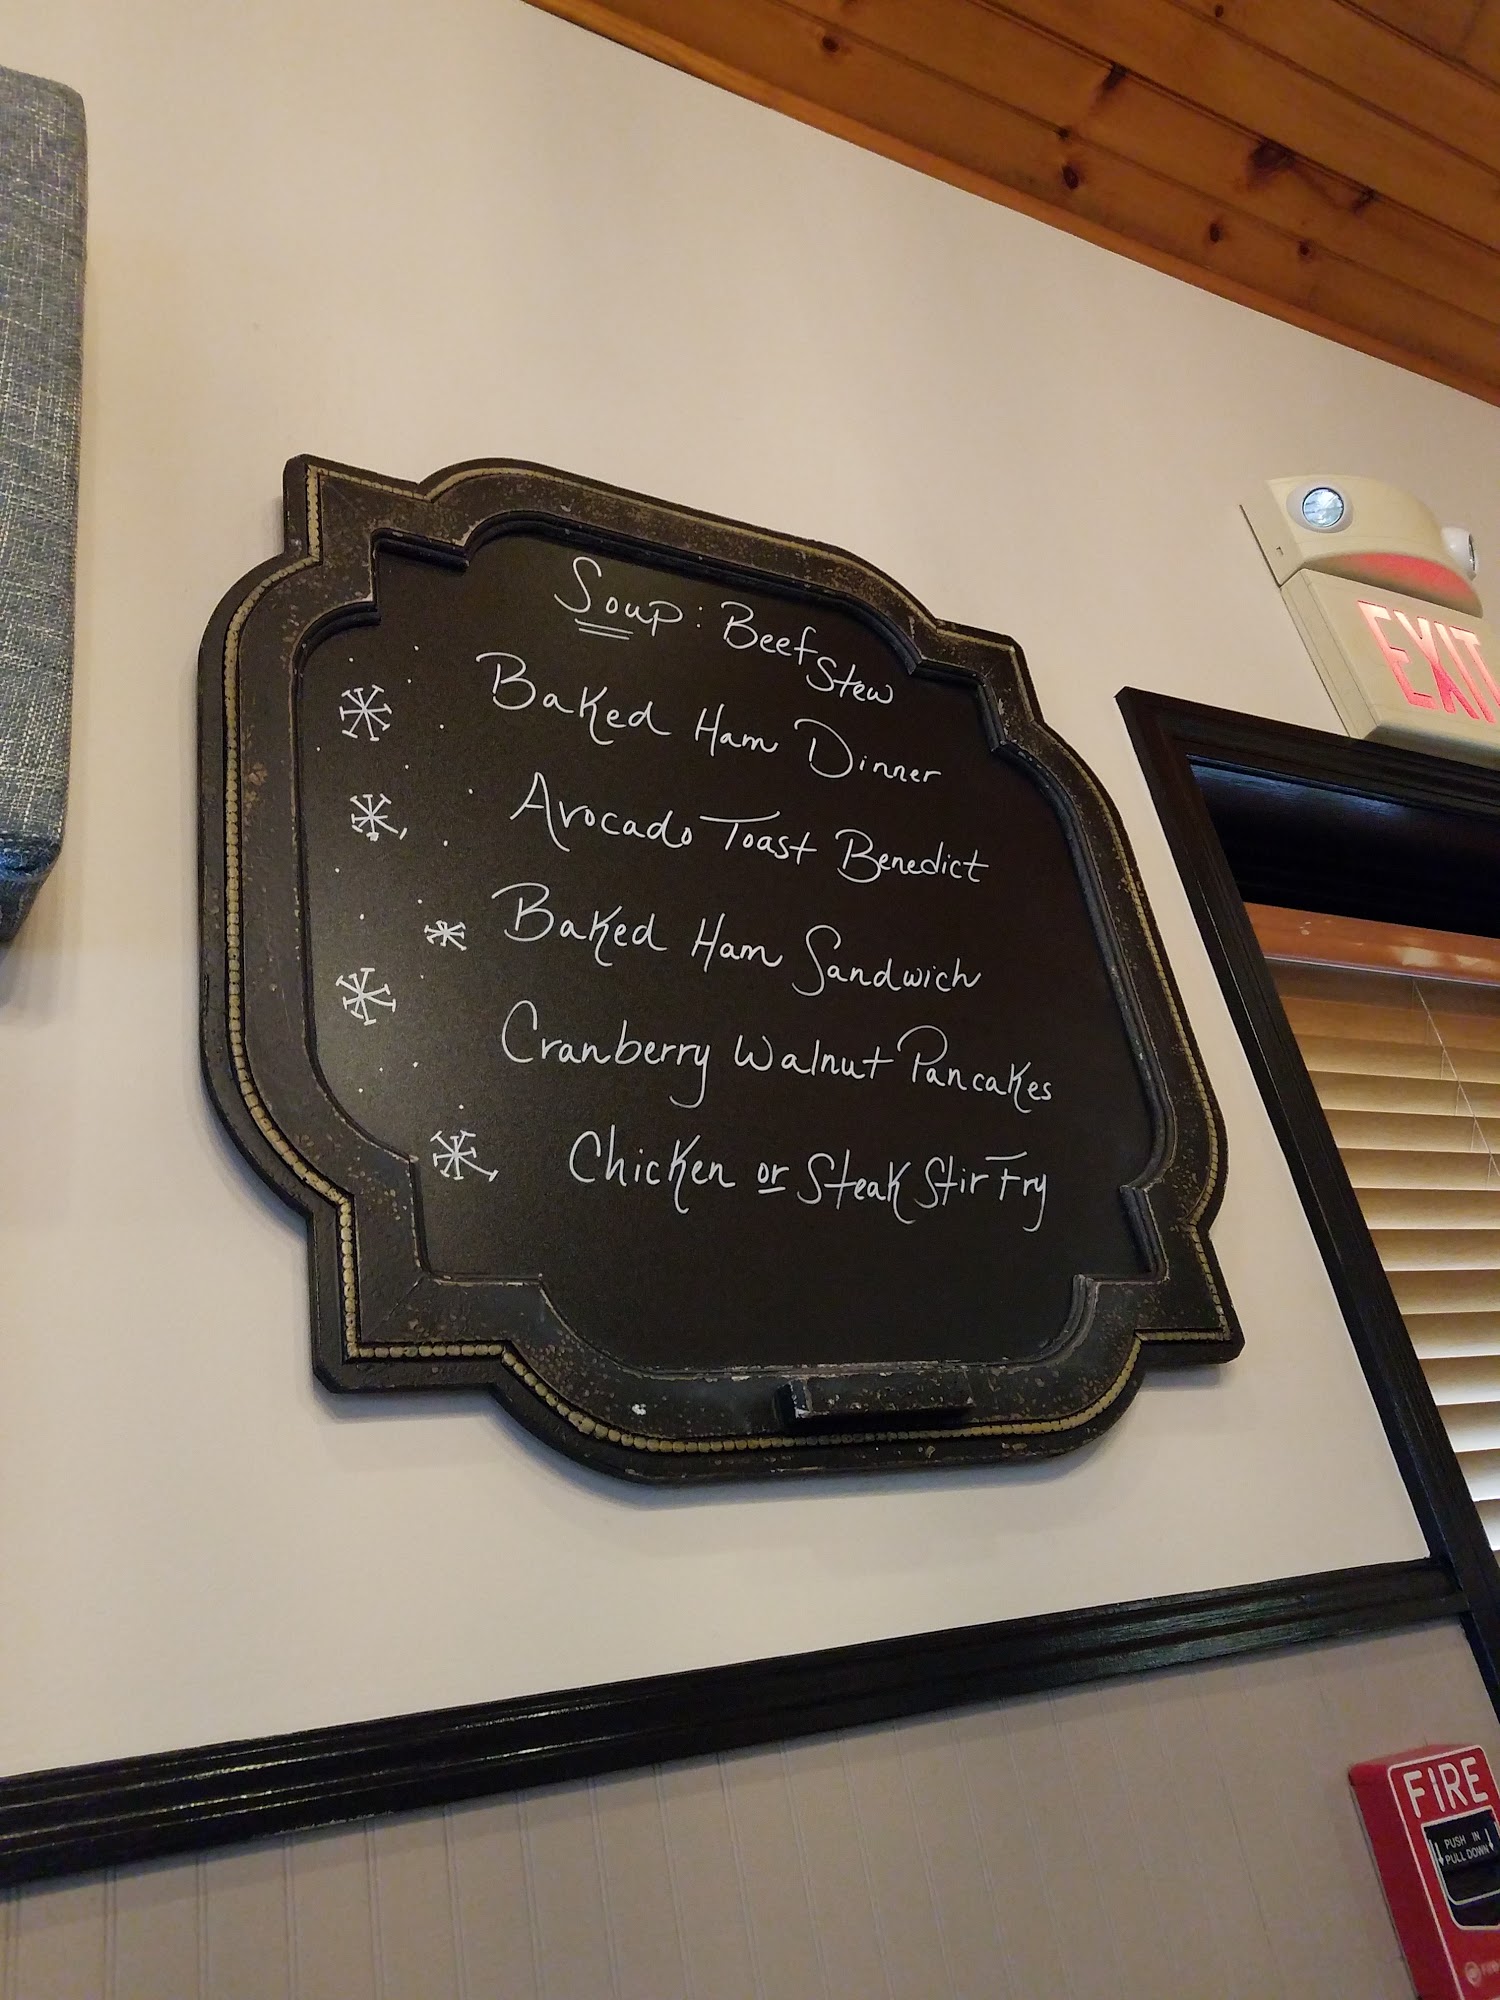 Soup: Beef Stew
Baked Ham Dinner
Avocado Toast Benedict
Baked Ham Sandwich
Cranberry Walnut Pancakes
Chicken or Steak Stir Fry
EXIT
FIRE
PUSH IN
PULL DOWN